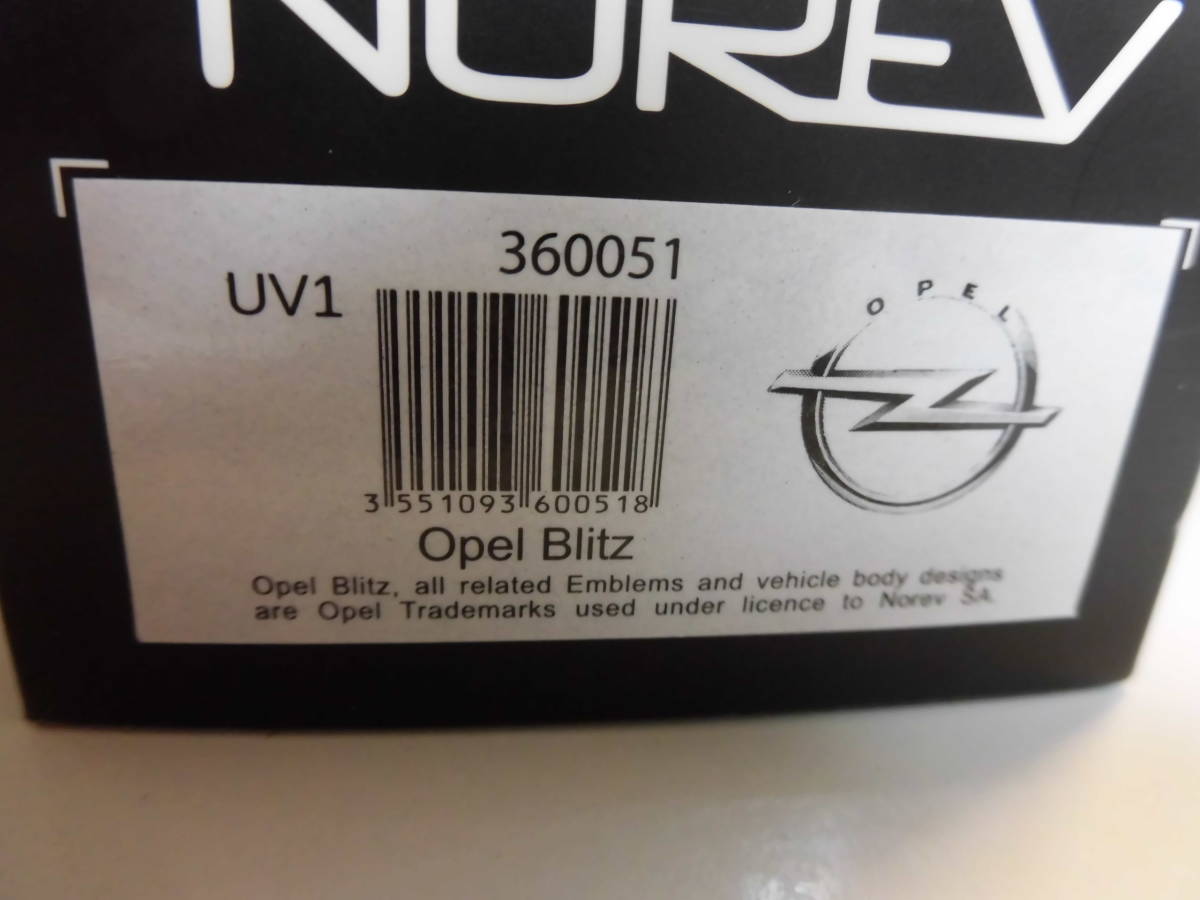 NOREV
360051
UV1
OPEL
3 551093 600518
Opel Blitz
Opel Blitz, all related Emblems and vehicle body designs
are Opel Trademarks used under licence to Norev SA.